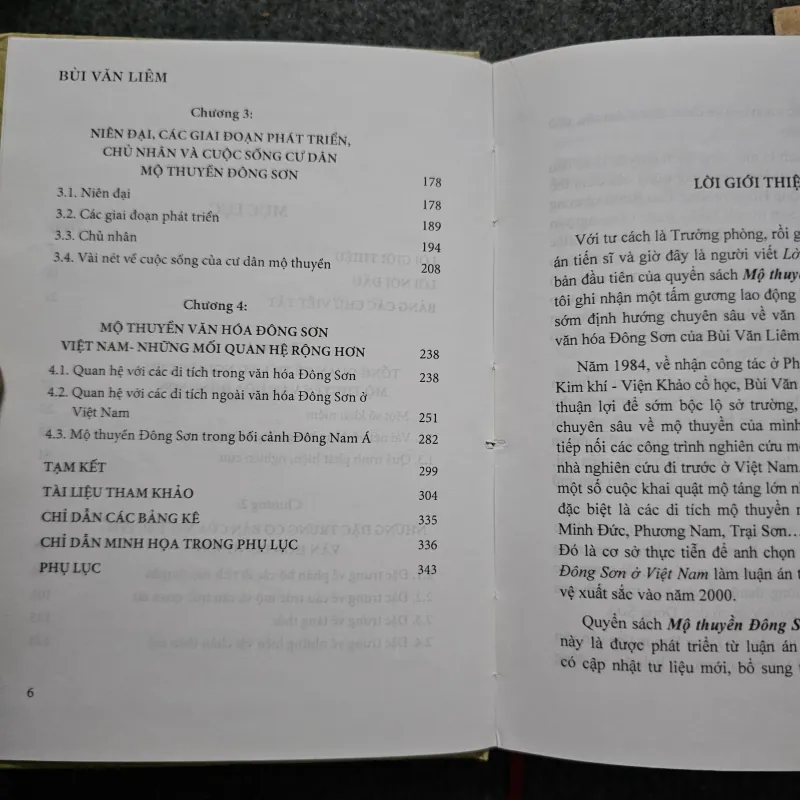 BÙI VĂN LIÊM
Chương 3:
NIÊN ĐẠI, CÁC GIAI ĐOẠN PHÁT TRIỂN,
CHỦ NHÂN VÀ CUỘC SỐNG CƯ DÂN
MỘ THUYỀN ĐÔNG SƠN 178
3.1. Niên đại 178
3.2. Các giai đoạn phát triển 189
3.3. Chủ nhân 194
3.4. Vài nét về cuộc sống của cư dân mộ thuyền 208
Chương 4:
MỘ THUYỀN VĂN HÓA ĐÔNG SƠN
VIỆT NAM- NHỮNG MỐI QUAN HỆ RỘNG HƠN 238
4.1. Quan hệ với các di tích trong văn hóa Đông Sơn 238
4.2. Quan hệ với các di tích ngoài văn hóa Đông Sơn ở
Việt Nam 251
4.3. Mộ thuyền Đông Sơn trong bối cảnh Đông Nam Á 282
TẠM KẾT 299
TÀI LIỆU THAM KHẢO 304
CHỈ DẪN CÁC BẢNG KÊ 335
CHỈ DẪN MINH HỌA TRONG PHỤ LỤC 336
PHỤ LỤC 343
6
LỜI GIỚI THIỆ
Với tư cách là Trưởng phòng, rồi g
án tiến sĩ và giờ đây là người viết Lờ
bản đầu tiên của quyển sách Mộ thuyề
tôi ghi nhận một tấm gương lao động
sớm định hướng chuyên sâu về văn
văn hóa Đông Sơn của Bùi Văn Liêm
Năm 1984, về nhận công tác ở Ph
Kim khí - Viện Khảo cổ học, Bùi Văn
thuận lợi để sớm bộc lộ sở trường,
chuyên sâu về mộ thuyền của mình
tiếp nối các công trình nghiên cứu mộ
nhà nghiên cứu đi trước ở Việt Nam.
một số cuộc khai quật mộ táng lớn n
đặc biệt là các di tích mộ thuyền n
Minh Đức, Phương Nam, Trại Sơn...
Đó là cơ sở thực tiễn để anh chọn
Đông Sơn ở Việt Nam làm luận án t
vệ xuất sắc vào năm 2000.
Quyển sách Mộ thuyền Đông S
này là được phát triển từ luận án
có cập nhật tư liệu mới, bổ sung